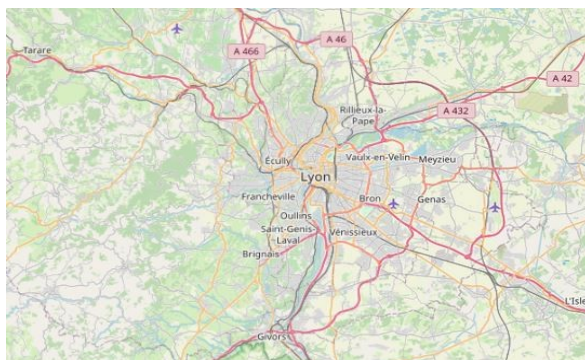 A 46
Tarare
A 466
A 42
Rillieux-la-
Pape
A 432
Écully
Vaulx-en-Velin
Meyzieu
Lyon
Francheville
Bron
Genas
Oullins
Saint-Genis-
Laval
Vénissieux
Brignais
L'Isle
Givors